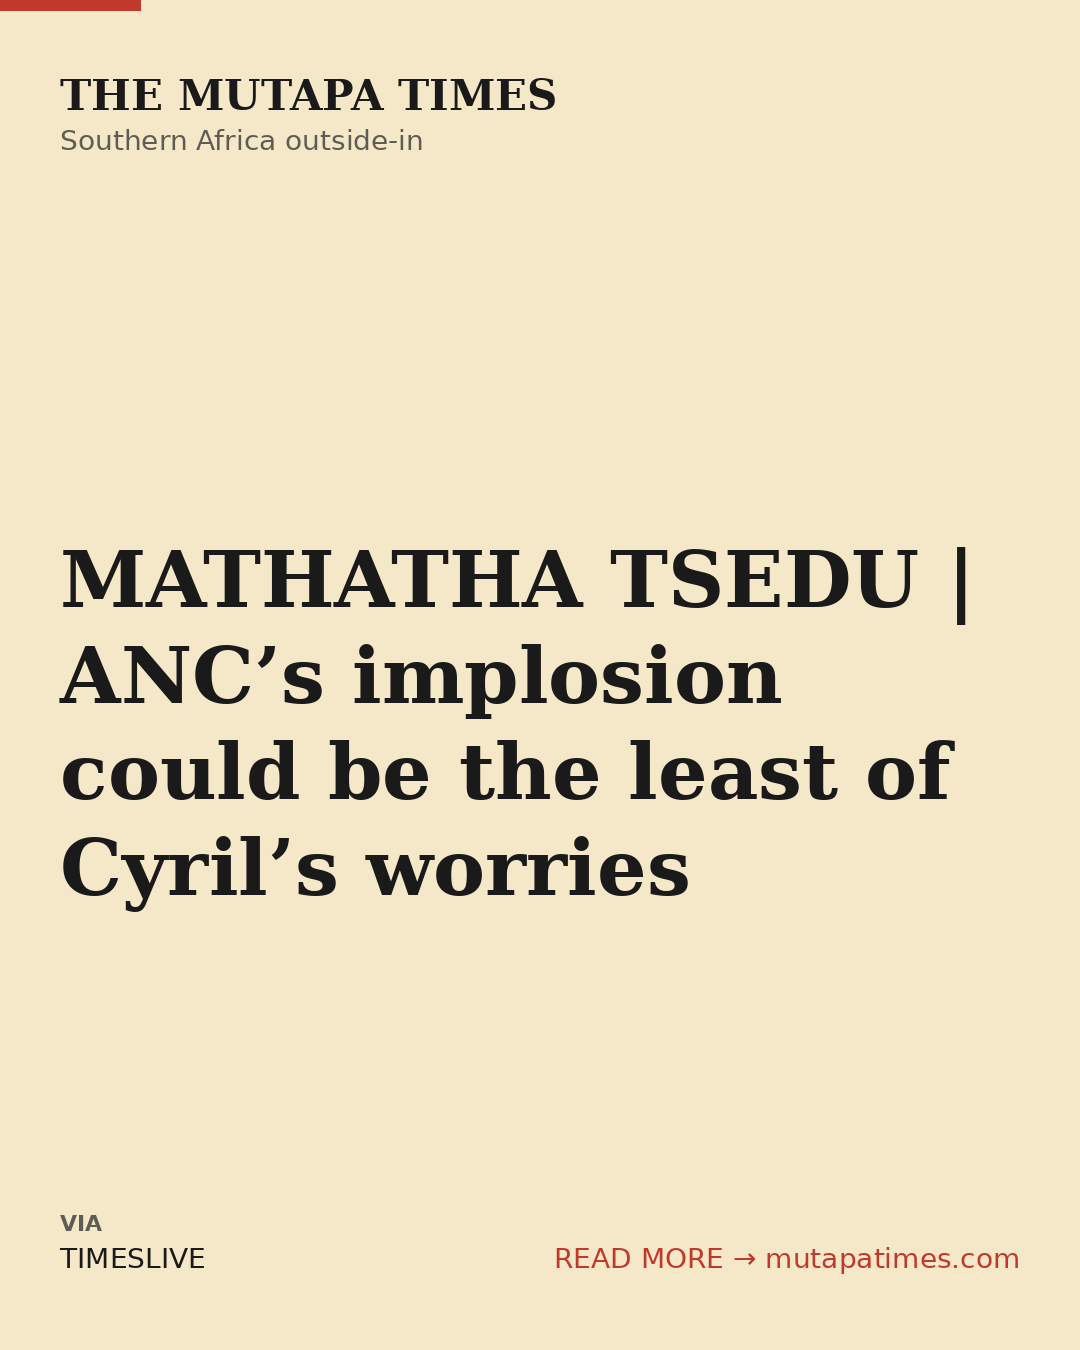 THE MUTAPA TIMES
Southern Africa outside-in
MATHATHA TSEDU |
ANC’s implosion
could be the least of
Cyril’s worries
VIA
TIMESLIVE
READ MORE → mutapatimes.com